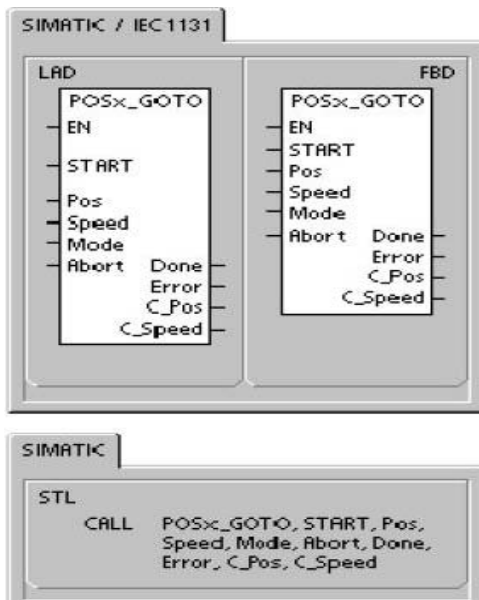 SIMATIC / IEC 1131
LAD
POSx_GOTO
EN
START
Pos
Speed
Mode
Abort Done
Error
C_Pos
C_Speed
FBD
POSx_GOTO
EN
START
Pos
Speed
Mode
Abort Done
Error
C_Pos
C_Speed
SIMATIC
STL
CALL POSx_GOTO, START, Pos,
Speed, Mode, Abort, Done,
Error, C_Pos, C_Speed